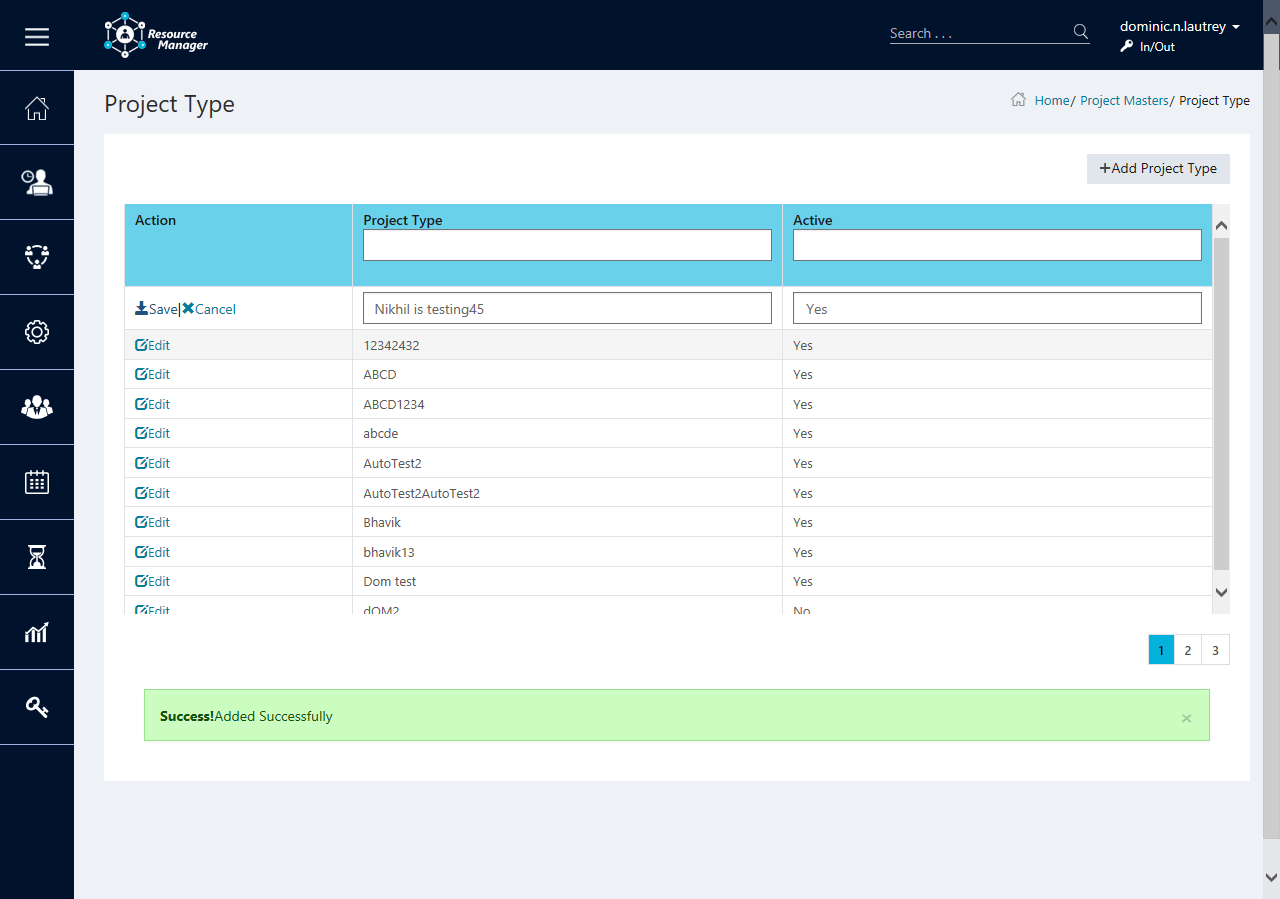 Resource
Manager
Search . . .
dominic.n.lautrey
In/Out
Project Type
Home/ Project Masters/ Project Type
+Add Project Type
Action Project Type Active
Save|Cancel Nikhil is testing45 Yes
Edit 12342432 Yes
Edit ABCD Yes
Edit ABCD1234 Yes
Edit abcde Yes
Edit AutoTest2 Yes
Edit AutoTest2AutoTest2 Yes
Edit Bhavik Yes
Edit bhavik13 Yes
Edit Dom test Yes
Edit dOM2 No
1 2 3
Success!Added Successfully ×